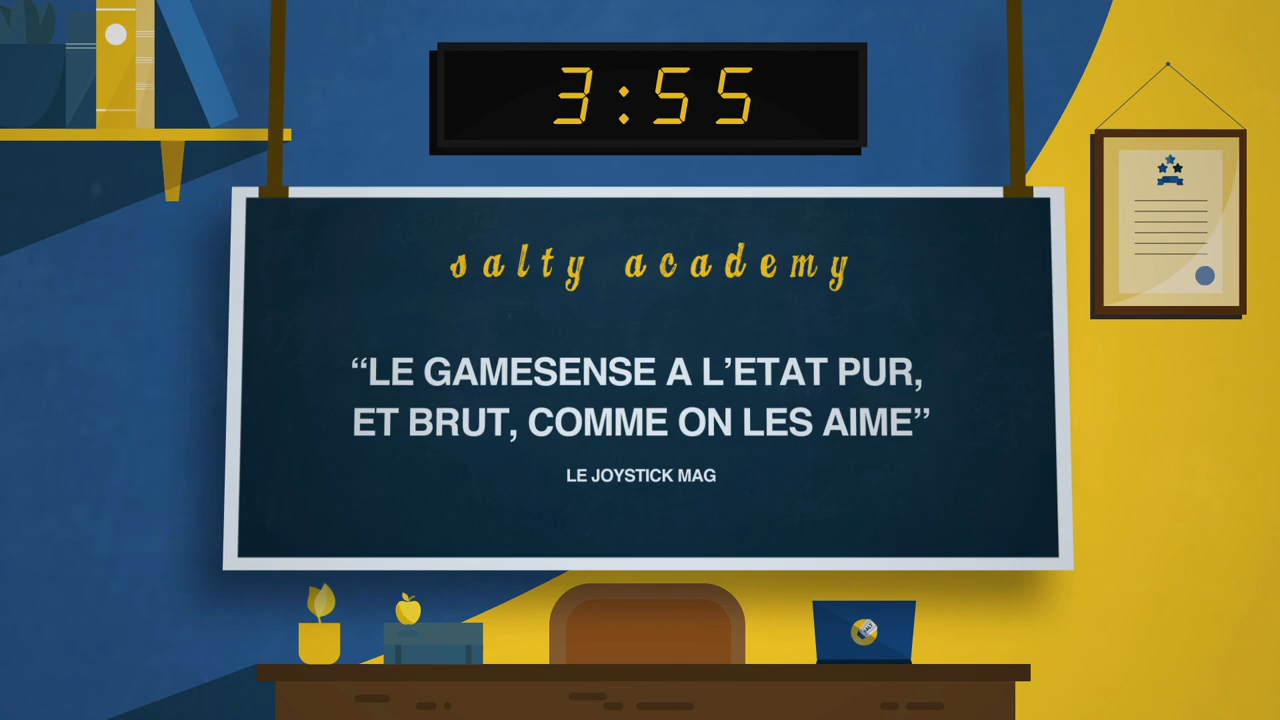 3:55
salty academy
“LE GAMESENSE A L’ETAT PUR,
ET BRUT, COMME ON LES AIME”
LE JOYSTICK MAG